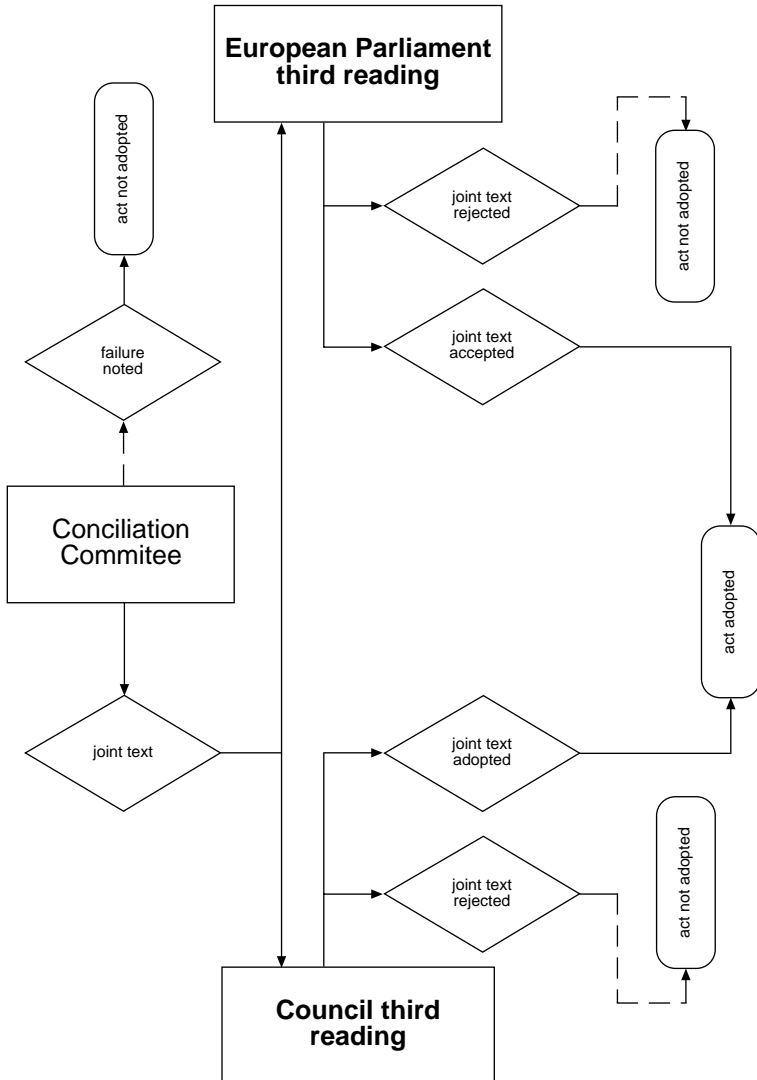 European Parliament
third reading
act not adopted
joint text
rejected
act not adopted
joint text
accepted
failure
noted
Conciliation
Commitee
act adopted
joint text
joint text
adopted
joint text
rejected
act not adopted
Council third
reading